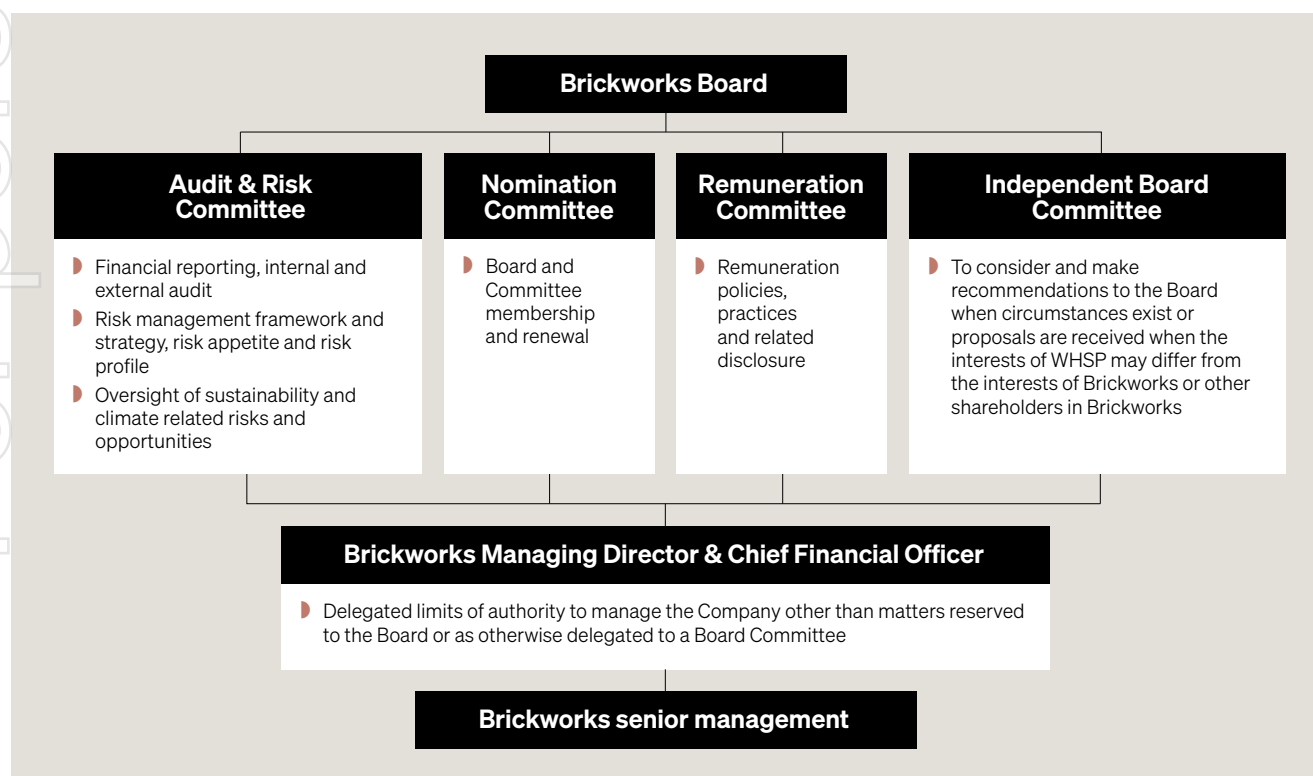 Brickworks Board
Audit & Risk
Committee
Financial reporting, internal and
external audit
Risk management framework and
strategy, risk appetite and risk
profile
Oversight of sustainability and
climate related risks and
opportunities
Nomination
Committee
Board and
Committee
membership
and renewal
Remuneration
Committee
Remuneration
policies,
practices
and related
disclosure
Independent Board
Committee
To consider and make
recommendations to the Board
when circumstances exist or
proposals are received when the
interests of WHSP may differ from
the interests of Brickworks or other
shareholders in Brickworks
Brickworks Managing Director & Chief Financial Officer
Delegated limits of authority to manage the Company other than matters reserved
to the Board or as otherwise delegated to a Board Committee
Brickworks senior management